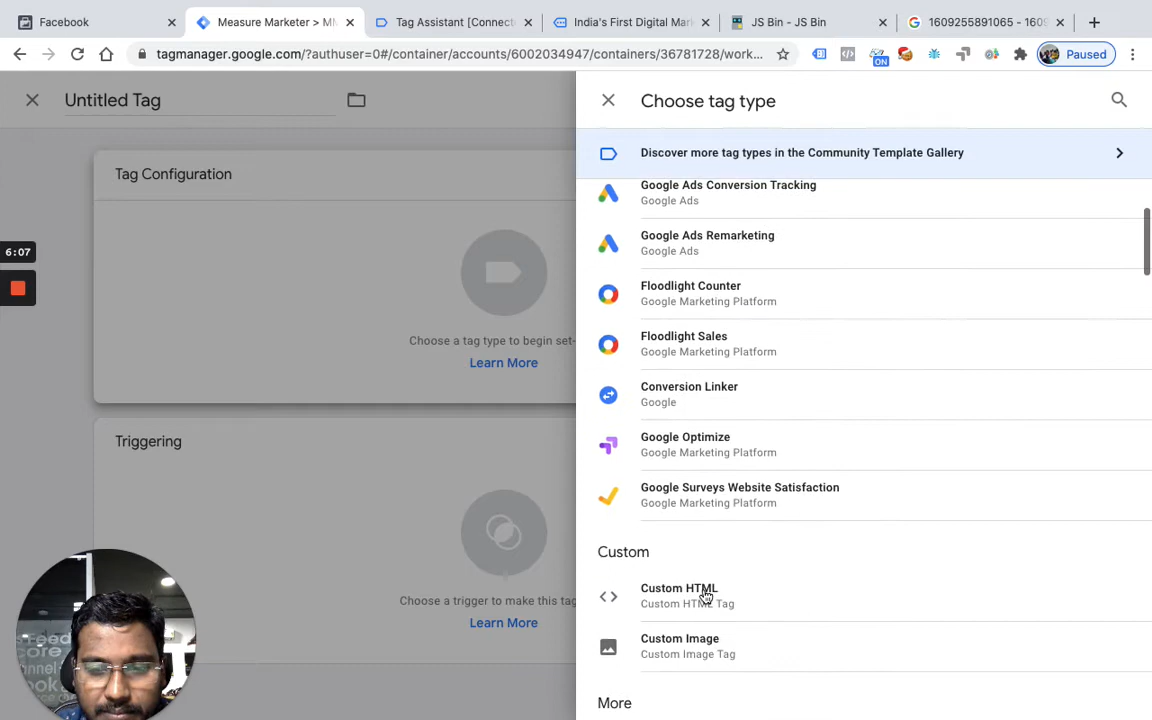 Facebook
Measure Marketer > MM
Tag Assistant [Connect
India's First Digital Mark
JS Bin - JS Bin
1609255891065 - 1609
tagmanager.google.com/?authuser=0#/container/accounts/6002034947/containers/36781728/work...
ON
Paused
Untitled Tag
Choose tag type
Discover more tag types in the Community Template Gallery
Tag Configuration
Google Ads Conversion Tracking
Google Ads
Google Ads Remarketing
Google Ads
6:07
Floodlight Counter
Google Marketing Platform
Choose a tag type to begin set-
Learn More
Floodlight Sales
Google Marketing Platform
Conversion Linker
Google
Triggering
Google Optimize
Google Marketing Platform
Google Surveys Website Satisfaction
Google Marketing Platform
Custom
Custom HTML
Custom HTML Tag
Choose a trigger to make this tag
Learn More
Custom Image
Custom Image Tag
More